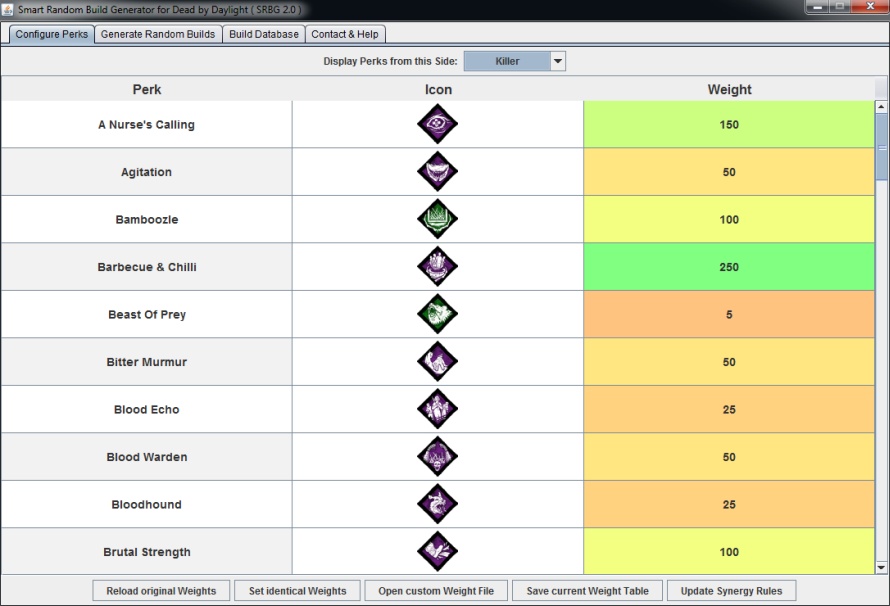 Smart Random Build Generator for Dead by Daylight ( SRBG 2.0 )
Configure Perks Generate Random Builds Build Database Contact & Help
Display Perks from this Side: Killer
Perk Icon Weight
A Nurse's Calling 150
Agitation 50
Bamboozle 100
Barbecue & Chilli 250
Beast Of Prey 5
Bitter Murmur 50
Blood Echo 25
Blood Warden 50
Bloodhound 25
Brutal Strength 100
Reload original Weights Set identical Weights Open custom Weight File Save current Weight Table Update Synergy Rules